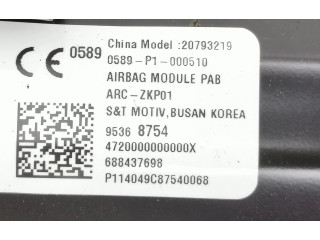 China Model :20793219
CE 0589 0589-P1-000510
AIRBAG MODULE PAB
ARC-ZKP01
S&T MOTIV,BUSAN KOREA
9536 8754
4720000000000X
688437698
P114049C87540068